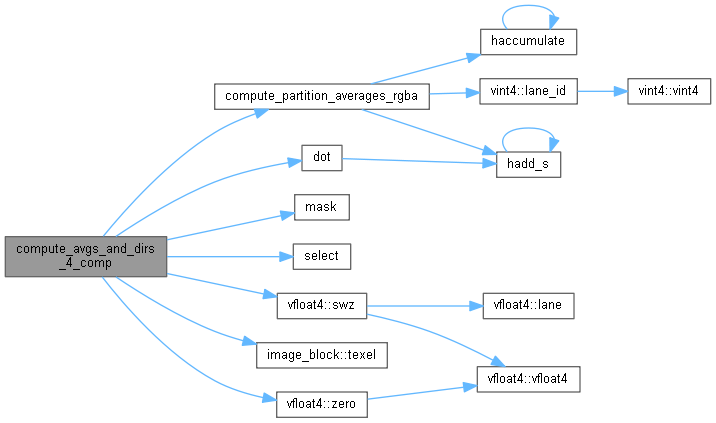 haccumulate
compute_partition_averages_rgba
vint4::lane_id
vint4::vint4
dot
hadd_s
mask
compute_avgs_and_dirs
_4_comp
select
vfloat4::swz
vfloat4::lane
image_block::texel
vfloat4::vfloat4
vfloat4::zero